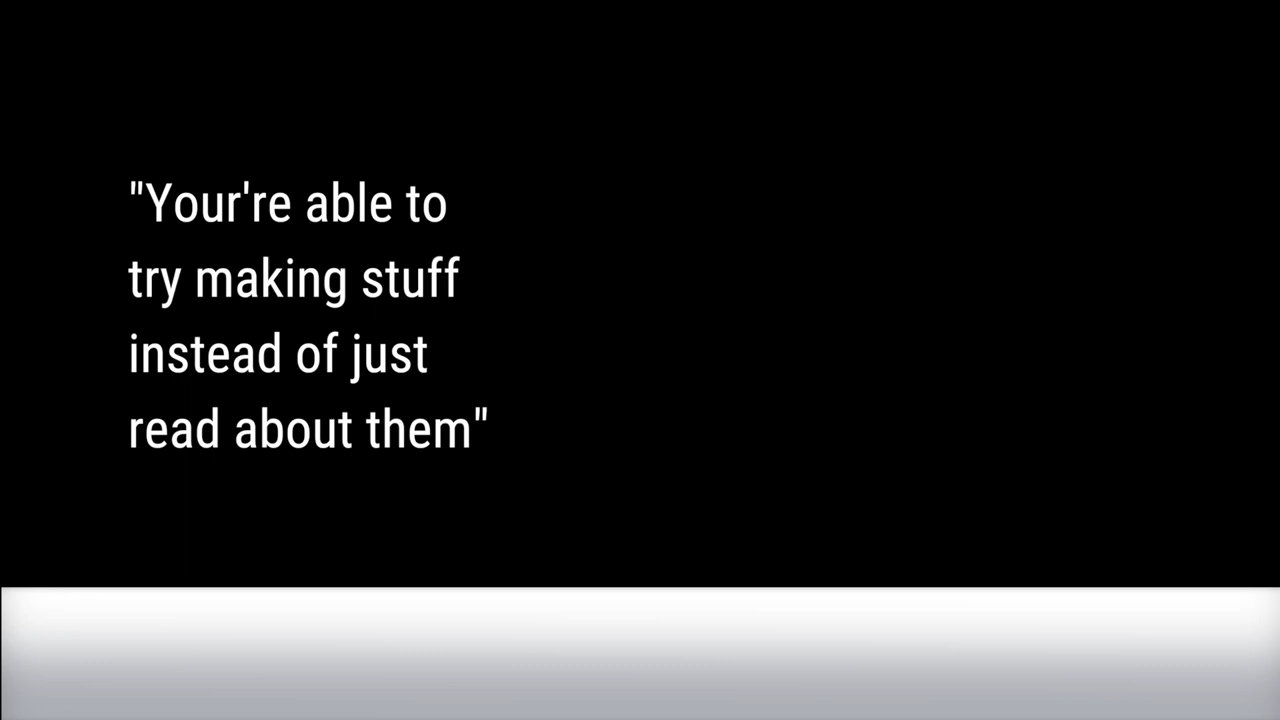 "Your're able to
try making stuff
instead of just
read about them"